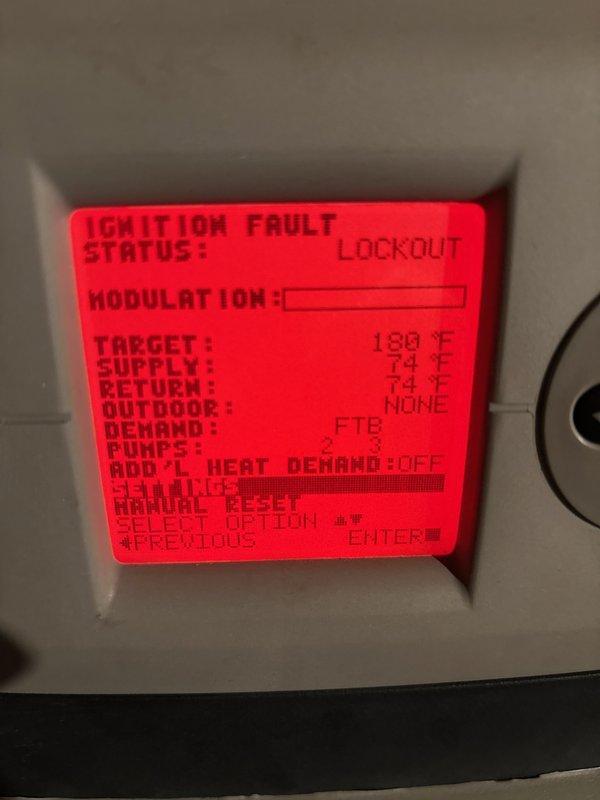 IGNITION FAULT
STATUS: LOCKOUT
MODULATION:
TARGET: 180 °F
SUPPLY: 74 °F
RETURN: 74 °F
OUTDOOR: NONE
DEMAND: FTB
PUMPS: 2 3
ADD'L HEAT DEMAND:OFF
SETTINGS
MANUAL RESET
SELECT OPTION ▲▼
◀PREVIOUS ENTER■